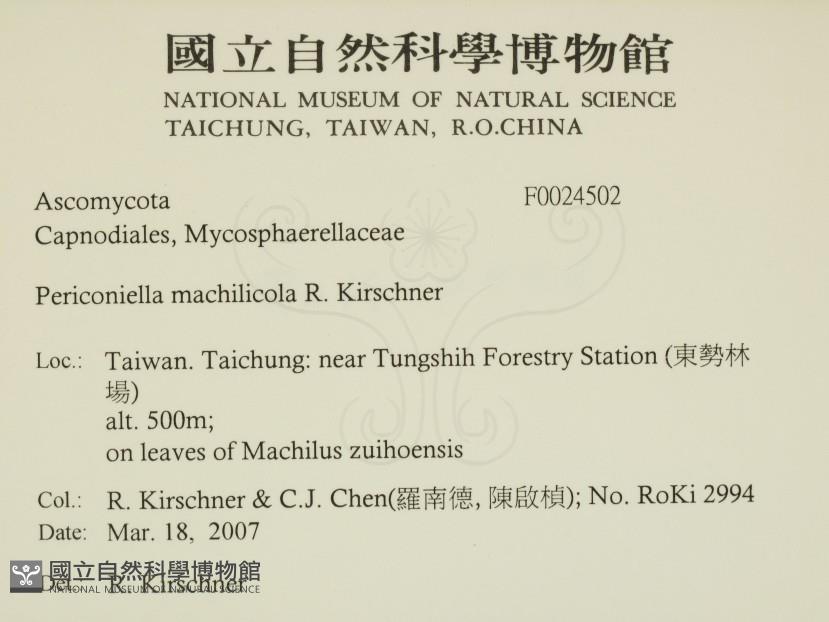 國立自然科學博物館
NATIONAL MUSEUM OF NATURAL SCIENCE
TAICHUNG, TAIWAN, R.O.CHINA
Ascomycota F0024502
Capnodiales, Mycosphaerellaceae
Periconiella machilicola R. Kirschner
Loc.: Taiwan. Taichung: near Tungshih Forestry Station (東勢林
場)
alt. 500m;
on leaves of Machilus zuihoensis
Col.: R. Kirschner & C.J. Chen(羅南德, 陳啟楨); No. RoKi 2994
Date: Mar. 18, 2007
Det.: R. Kirschner
國立自然科學博物館
NATIONAL MUSEUM OF NATURAL SCIENCE